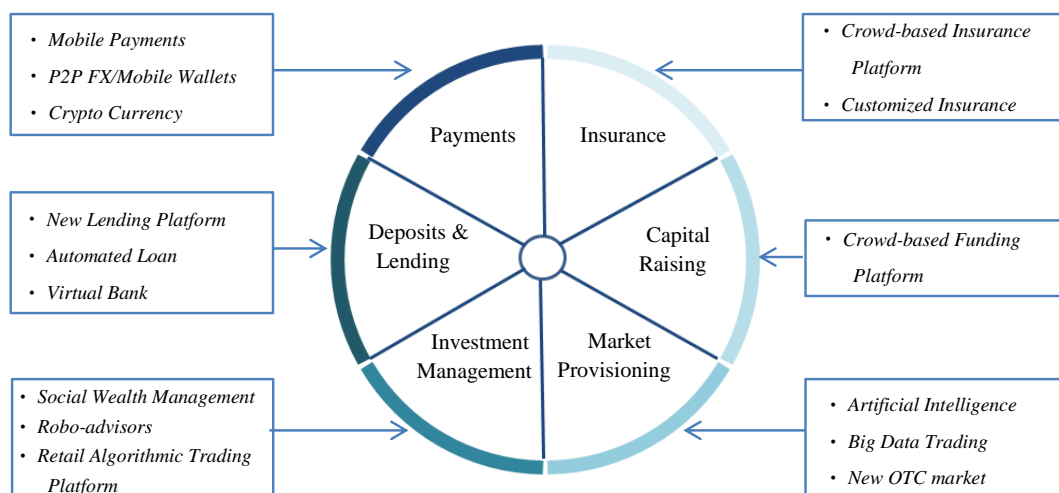 ・ Mobile Payments
・ P2P FX/Mobile Wallets
・ Crypto Currency
・ Crowd-based Insurance
Platform
・ Customized Insurance
Payments
Insurance
・ New Lending Platform
・ Automated Loan
・ Virtual Bank
Deposits &
Lending
Capital
Raising
・ Crowd-based Funding
Platform
Investment
Management
Market
Provisioning
・ Social Wealth Management
・ Robo-advisors
・ Retail Algorithmic Trading
Platform
・ Artificial Intelligence
・ Big Data Trading
・ New OTC market